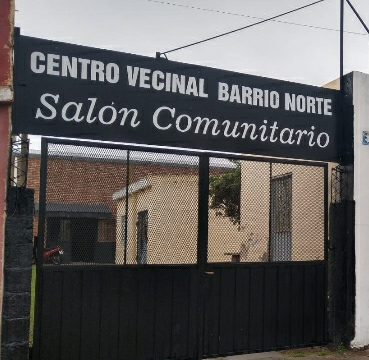 CENTRO VECINAL BARRIO NORTE
Salón Comunitario